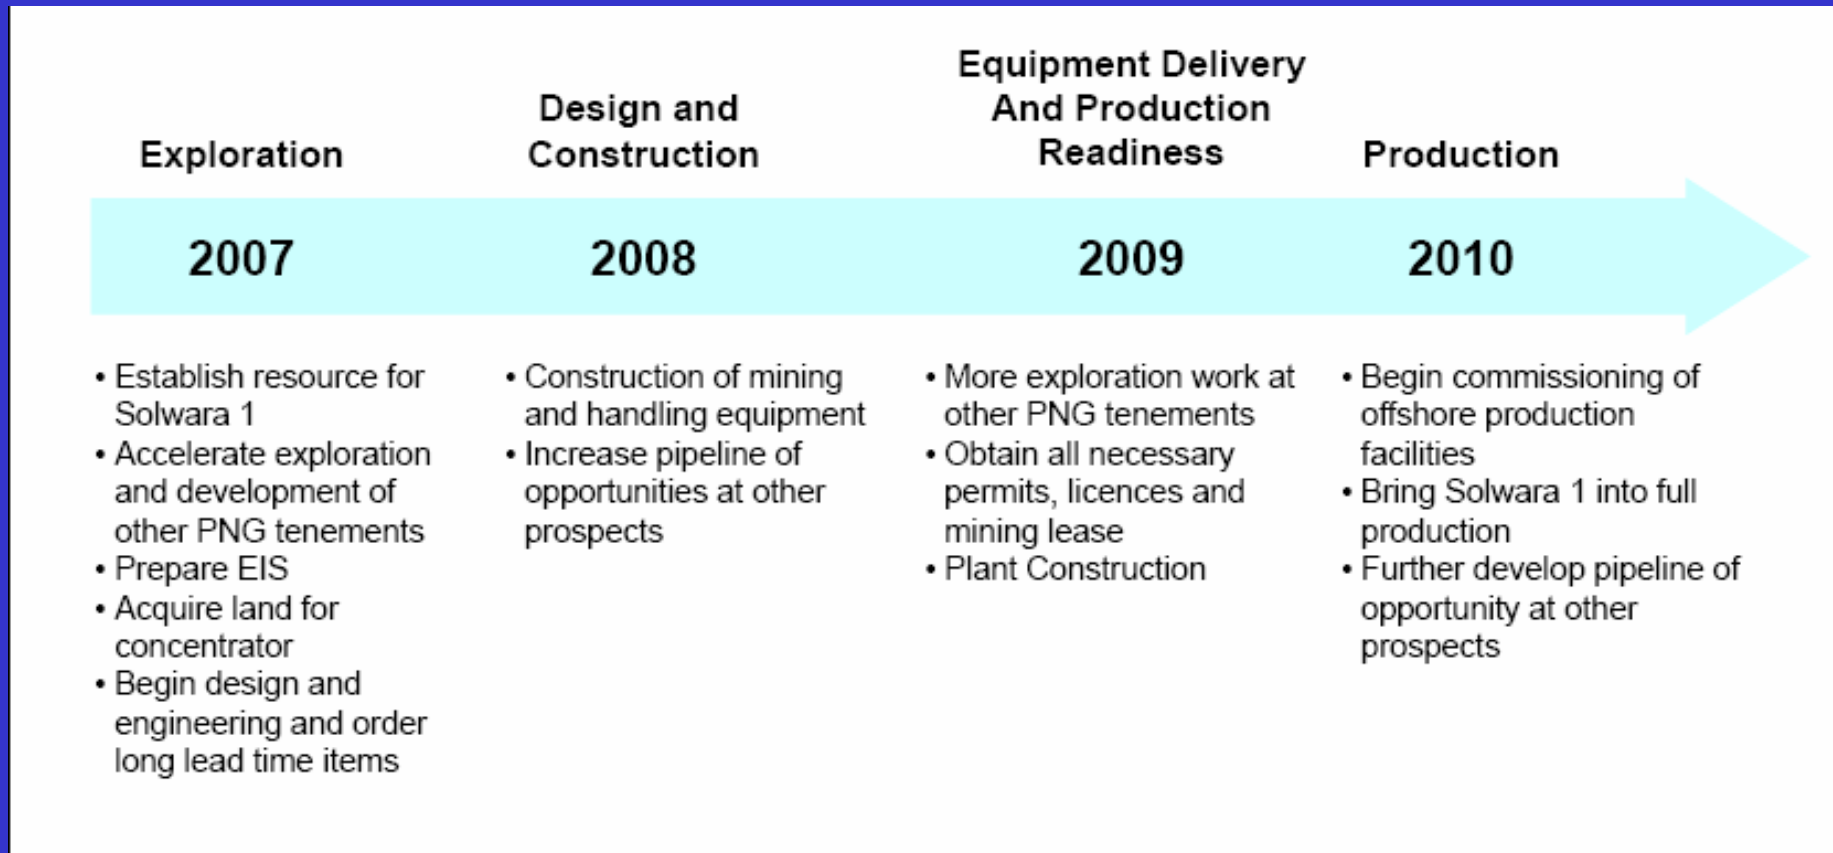 Exploration
Design and
Construction
Equipment Delivery
And Production
Readiness
Production
2007
2008
2009
2010
• Establish resource for
Solwara 1
• Accelerate exploration
and development of
other PNG tenements
• Prepare EIS
• Acquire land for
concentrator
• Begin design and
engineering and order
long lead time items
• Construction of mining
and handling equipment
• Increase pipeline of
opportunities at other
prospects
• More exploration work at
other PNG tenements
• Obtain all necessary
permits, licences and
mining lease
• Plant Construction
• Begin commissioning of
offshore production
facilities
• Bring Solwara 1 into full
production
• Further develop pipeline of
opportunity at other
prospects